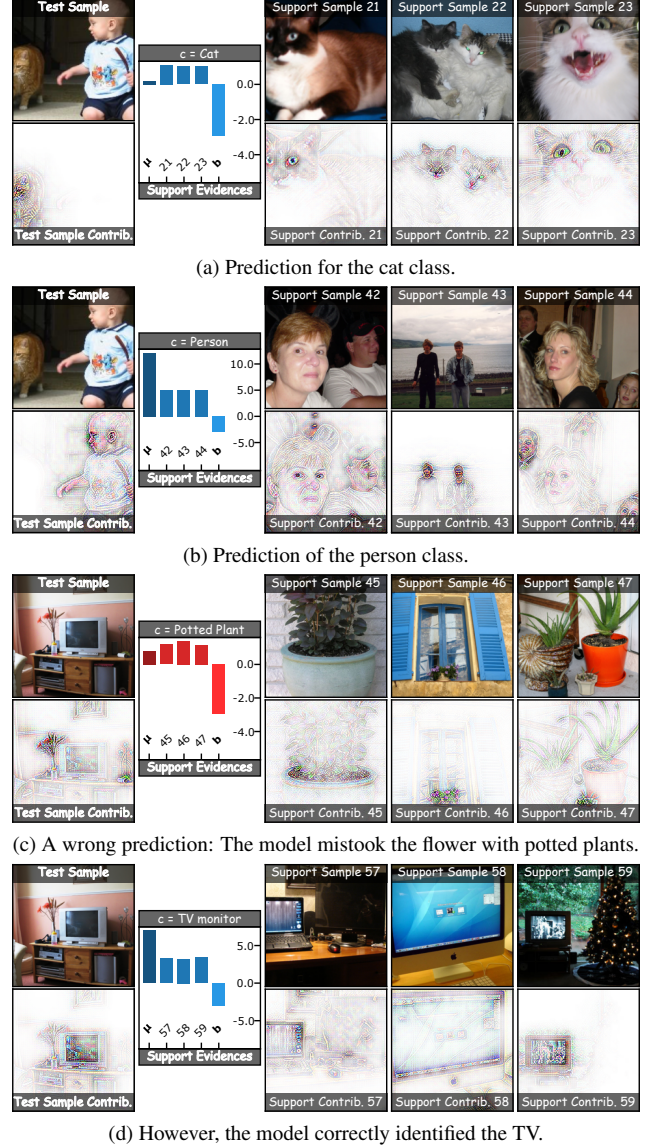 Test Sample
c = Cat
0.0
-2.0
-4.0
μ 21 22 23 b
Support Evidences
Support Sample 21
Support Sample 22
Support Sample 23
Test Sample Contrib.
Support Contrib. 21
Support Contrib. 22
Support Contrib. 23
(a) Prediction for the cat class.
Test Sample
c = Person
10.0
5.0
0.0
-5.0
μ 42 43 44 b
Support Evidences
Support Sample 42
Support Sample 43
Support Sample 44
Test Sample Contrib.
Support Contrib. 42
Support Contrib. 43
Support Contrib. 44
(b) Prediction of the person class.
Test Sample
c = Potted Plant
0.0
-2.0
-4.0
μ 45 46 47 b
Support Evidences
Support Sample 45
Support Sample 46
Support Sample 47
Test Sample Contrib.
Support Contrib. 45
Support Contrib. 46
Support Contrib. 47
(c) A wrong prediction: The model mistook the flower with potted plants.
Test Sample
c = TV monitor
5.0
0.0
-5.0
μ 57 58 59 b
Support Evidences
Support Sample 57
Support Sample 58
Support Sample 59
Test Sample Contrib.
Support Contrib. 57
Support Contrib. 58
Support Contrib. 59
(d) However, the model correctly identified the TV.